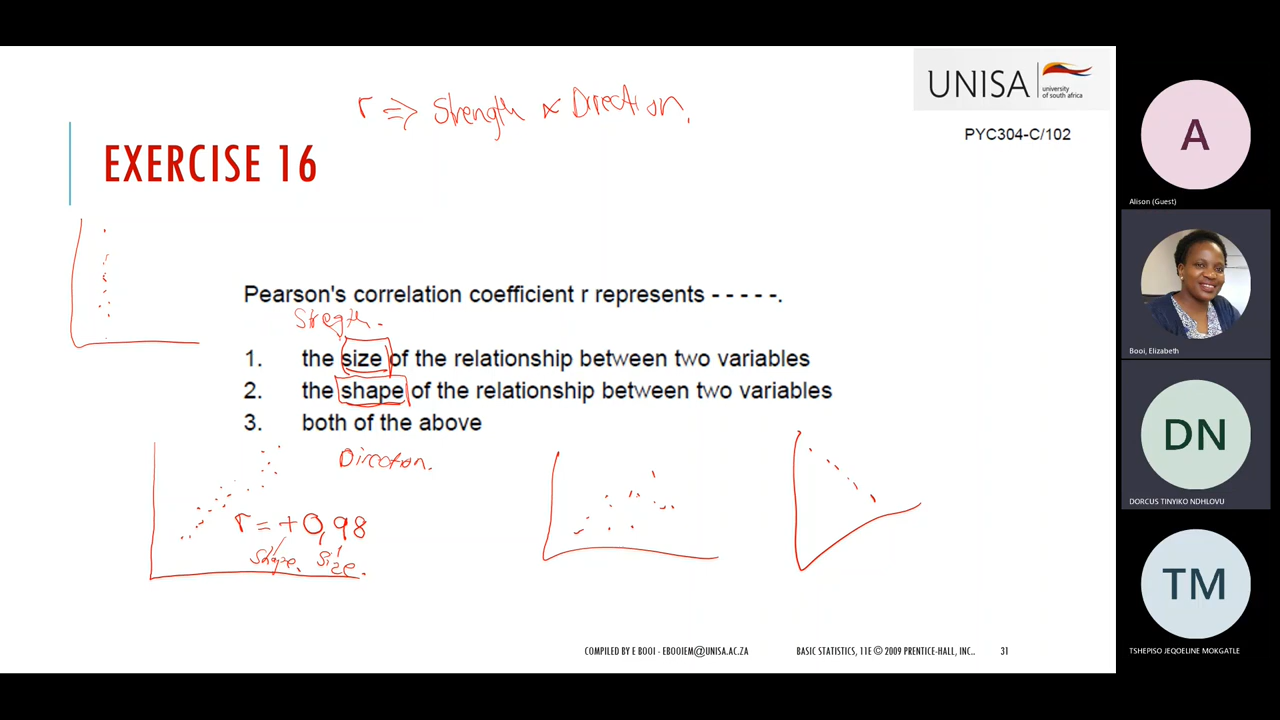 UNISA
university
of south africa
PYC304-C/102
r ⇒ Strength & Direction.
EXERCISE 16
Pearson's correlation coefficient r represents - - - - -.
Stregth.
1. the size of the relationship between two variables
2. the shape of the relationship between two variables
3. both of the above
Direction.
r = +0,98
Shape. Size.
COMPILED BY E BOOI - EBOOIEM@UNISA.AC.ZA
BASIC STATISTICS, 11E © 2009 PRENTICE-HALL, INC..
31
A
Alison (Guest)
Booi, Elizabeth
DN
DORCUS TINYIKO NDHLOVU
TM
TSHEPISO JEQOELINE MOKGATLE